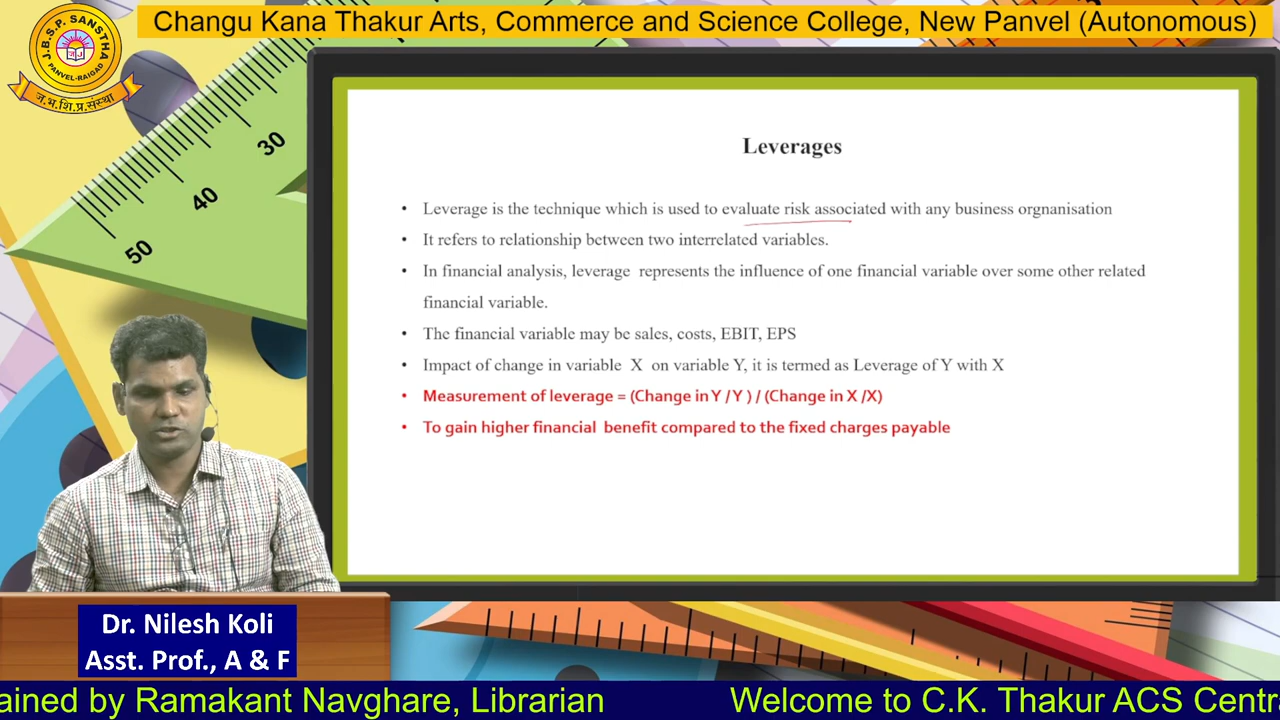 Changu Kana Thakur Arts, Commerce and Science College, New Panvel (Autonomous)
J.B.S.P. SANSTHA
PANVEL-RAIGAD
ज.भ.शि.प्र.संस्था
30
40
50
Leverages
• Leverage is the technique which is used to evaluate risk associated with any business orgnanisation
• It refers to relationship between two interrelated variables.
• In financial analysis, leverage represents the influence of one financial variable over some other related
financial variable.
• The financial variable may be sales, costs, EBIT, EPS
• Impact of change in variable X on variable Y, it is termed as Leverage of Y with X
• Measurement of leverage = (Change in Y / Y ) / (Change in X /X)
• To gain higher financial benefit compared to the fixed charges payable
Dr. Nilesh Koli
Asst. Prof., A & F
ained by Ramakant Navghare, Librarian Welcome to C.K. Thakur ACS Centr